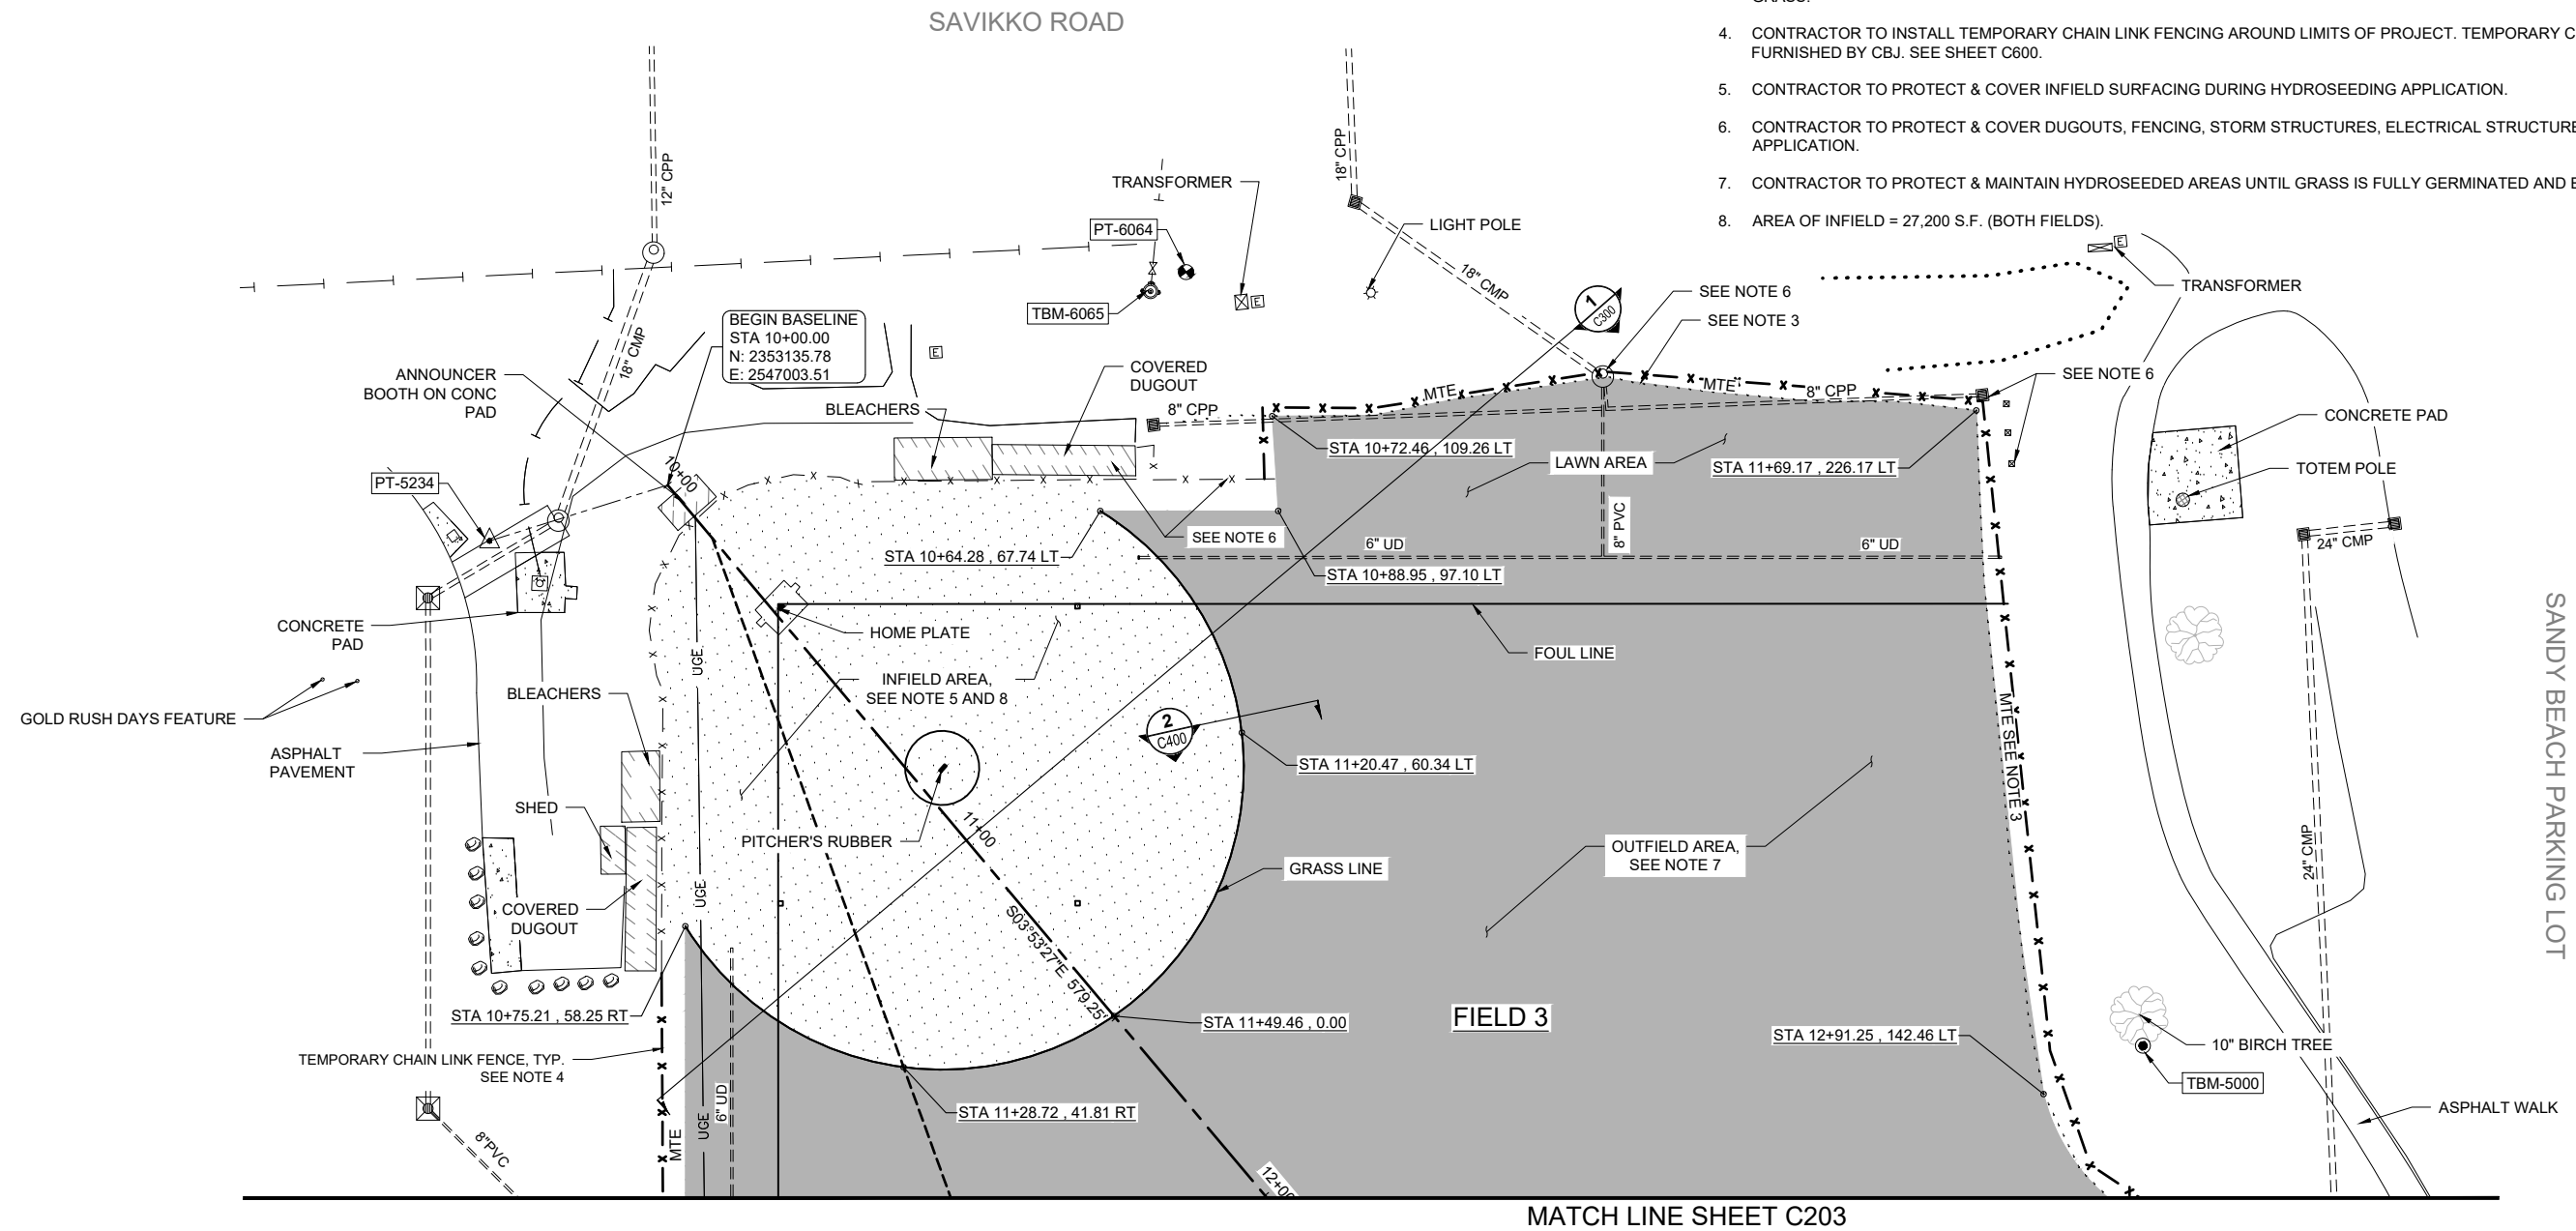 SAVIKKO ROAD
4. CONTRACTOR TO INSTALL TEMPORARY CHAIN LINK FENCING AROUND LIMITS OF PROJECT. TEMPORARY
FURNISHED BY CBJ. SEE SHEET C600.
5. CONTRACTOR TO PROTECT & COVER INFIELD SURFACING DURING HYDROSEEDING APPLICATION.
6. CONTRACTOR TO PROTECT & COVER DUGOUTS, FENCING, STORM STRUCTURES, ELECTRICAL STRUCTURE
APPLICATION.
7. CONTRACTOR TO PROTECT & MAINTAIN HYDROSEEDED AREAS UNTIL GRASS IS FULLY GERMINATED AND
8. AREA OF INFIELD = 27,200 S.F. (BOTH FIELDS).
12" CPP
18" CPP
TRANSFORMER
PT-6064
LIGHT POLE
TBM-6065
18" CMP
18" CMP
1
C300
SEE NOTE 6
SEE NOTE 3
TRANSFORMER
BEGIN BASELINE
STA 10+00.00
N: 2353135.78
E: 2547003.51
E
E
E
ANNOUNCER
BOOTH ON CONC
PAD
COVERED
DUGOUT
BLEACHERS
8" CPP
MTE
MTE
8" CPP
SEE NOTE 6
CONCRETE PAD
STA 10+72.46 , 109.26 LT
LAWN AREA
STA 11+69.17 , 226.17 LT
TOTEM POLE
10+00
PT-5234
SEE NOTE 6
8" PVC
6" UD
6" UD
24" CMP
STA 10+64.28 , 67.74 LT
STA 10+88.95 , 97.10 LT
CONCRETE
PAD
HOME PLATE
UGE
FOUL LINE
INFIELD AREA,
SEE NOTE 5 AND 8
BLEACHERS
GOLD RUSH DAYS FEATURE
2
C400
MTE SEE NOTE 3
SANDY BEACH PARKING LOT
ASPHALT
PAVEMENT
STA 11+20.47 , 60.34 LT
SHED
PITCHER'S RUBBER
11+00
OUTFIELD AREA,
SEE NOTE 7
24" CMP
GRASS LINE
UGE
COVERED
DUGOUT
S03°53'27"E 579.25'
STA 10+75.21 , 58.25 RT
STA 11+49.46 , 0.00
FIELD 3
STA 12+91.25 , 142.46 LT
10" BIRCH TREE
TEMPORARY CHAIN LINK FENCE, TYP.
SEE NOTE 4
TBM-5000
STA 11+28.72 , 41.81 RT
6" UD
UGE
MTE
ASPHALT WALK
8"PVC
MATCH LINE SHEET C203